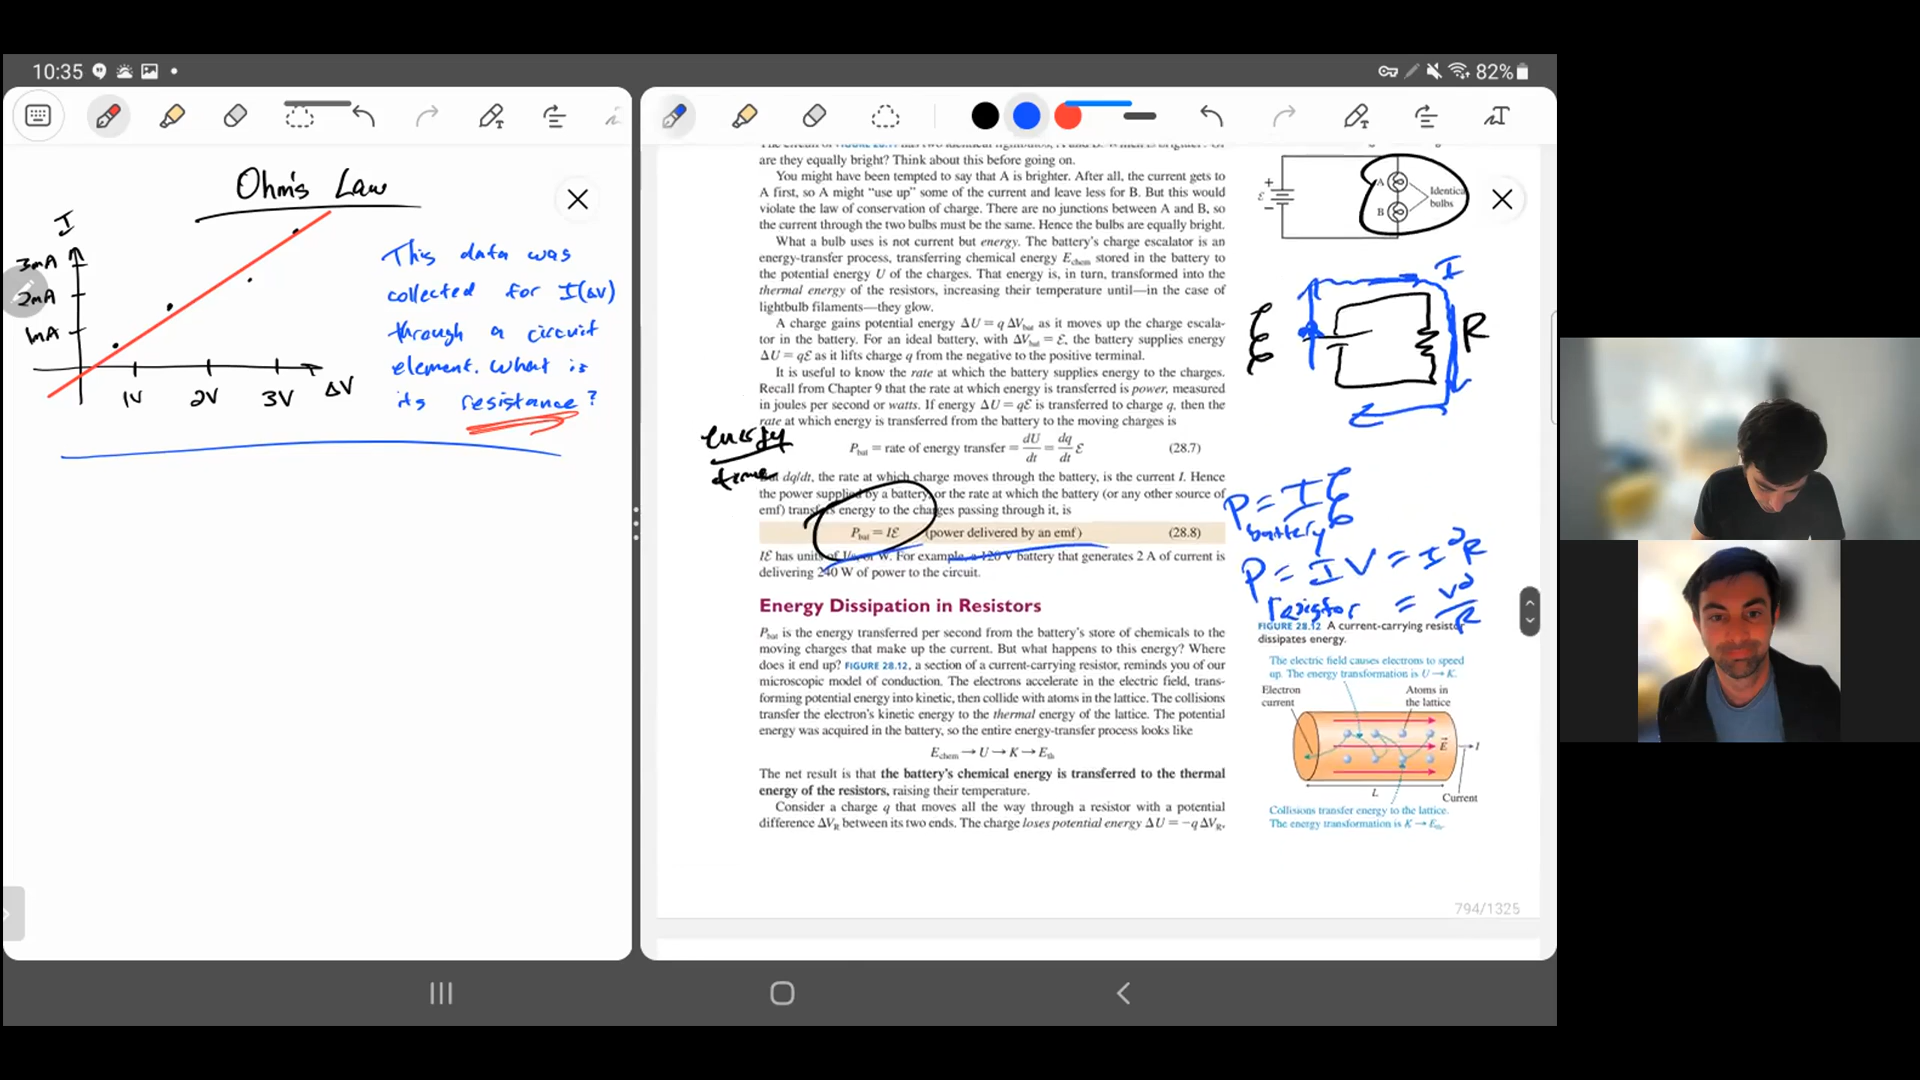 10:35
82%
Ohm's Law
I
3mA
2mA
1mA
1V
2V
3V
ΔV
This data was
collected for I(ΔV)
through a circuit
element. What is
its resistance?
are they equally bright? Think about this before going on.
You might have been tempted to say that A is brighter. After all, the current gets to
A first, so A might “use up” some of the current and leave less for B. But this would
violate the law of conservation of charge. There are no junctions between A and B, so
the current through the two bulbs must be the same. Hence the bulbs are equally bright.
What a bulb uses is not current but energy. The battery's charge escalator is an
energy-transfer process, transferring chemical energy Echem stored in the battery to
the potential energy U of the charges. That energy is, in turn, transformed into the
thermal energy of the resistors, increasing their temperature until—in the case of
lightbulb filaments—they glow.
A charge gains potential energy ΔU = q ΔVbat as it moves up the charge escala-
tor in the battery. For an ideal battery, with ΔVbat = ℰ, the battery supplies energy
ΔU = qℰ as it lifts charge q from the negative to the positive terminal.
It is useful to know the rate at which the battery supplies energy to the charges.
Recall from Chapter 9 that the rate at which energy is transferred is power, measured
in joules per second or watts. If energy ΔU = qℰ is transferred to charge q, then the
rate at which energy is transferred from the battery to the moving charges is
energy
time
Pbat = rate of energy transfer = dU/dt = dq/dt ℰ (28.7)
dq/dt, the rate at which charge moves through the battery, is the current I. Hence
the power supplied by a battery, or the rate at which the battery (or any other source of
emf) transfers energy to the charges passing through it, is
Pbat = Iℰ (power delivered by an emf) (28.8)
Iℰ has units of J/s, or W. For example, a 120 V battery that generates 2 A of current is
delivering 240 W of power to the circuit.
Energy Dissipation in Resistors
Pbat is the energy transferred per second from the battery's store of chemicals to the
moving charges that make up the current. But what happens to this energy? Where
does it end up? FIGURE 28.12, a section of a current-carrying resistor, reminds you of our
microscopic model of conduction. The electrons accelerate in the electric field, trans-
forming potential energy into kinetic, then collide with atoms in the lattice. The collisions
transfer the electron's kinetic energy to the thermal energy of the lattice. The potential
energy was acquired in the battery, so the entire energy-transfer process looks like
Echem → U → K → Eth
The net result is that the battery's chemical energy is transferred to the thermal
energy of the resistors, raising their temperature.
Consider a charge q that moves all the way through a resistor with a potential
difference ΔVR between its two ends. The charge loses potential energy ΔU = −q ΔVR,
+
ℰ
−
A
B
Identical
bulbs
I
ℰ
R
P = Iℰ
battery
P = IV = I²R
resistor = V²/R
FIGURE 28.12 A current-carrying resistor
dissipates energy.
The electric field causes electrons to speed
up. The energy transformation is U → K.
Electron
current
Atoms in
the lattice
E
I
L
Current
Collisions transfer energy to the lattice.
The energy transformation is K → Eth.
794/1325